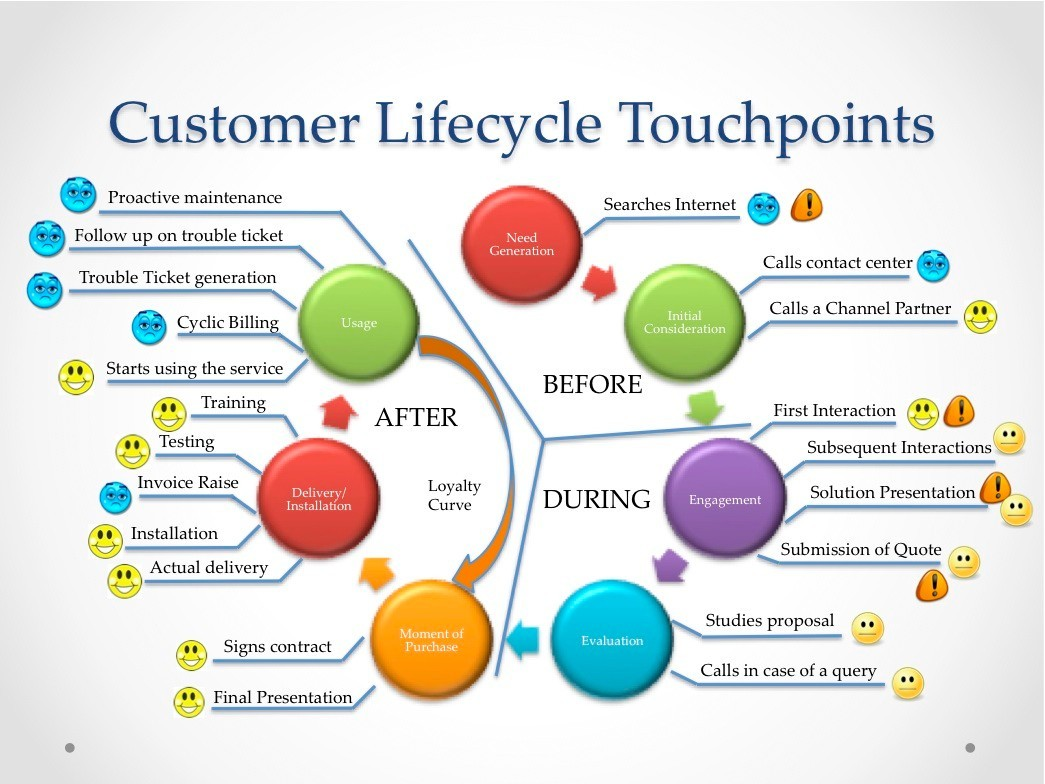 Customer Lifecycle Touchpoints
Proactive maintenance
Follow up on trouble ticket
Trouble Ticket generation
Cyclic Billing
Starts using the service
Usage
Training
Testing
Invoice Raise
Installation
Actual delivery
Delivery/
Installation
Signs contract
Final Presentation
Moment of
Purchase
AFTER
Loyalty
Curve
Need
Generation
Searches Internet
Initial
Consideration
Calls contact center
Calls a Channel Partner
BEFORE
DURING
Engagement
First Interaction
Subsequent Interactions
Solution Presentation
Submission of Quote
Evaluation
Studies proposal
Calls in case of a query